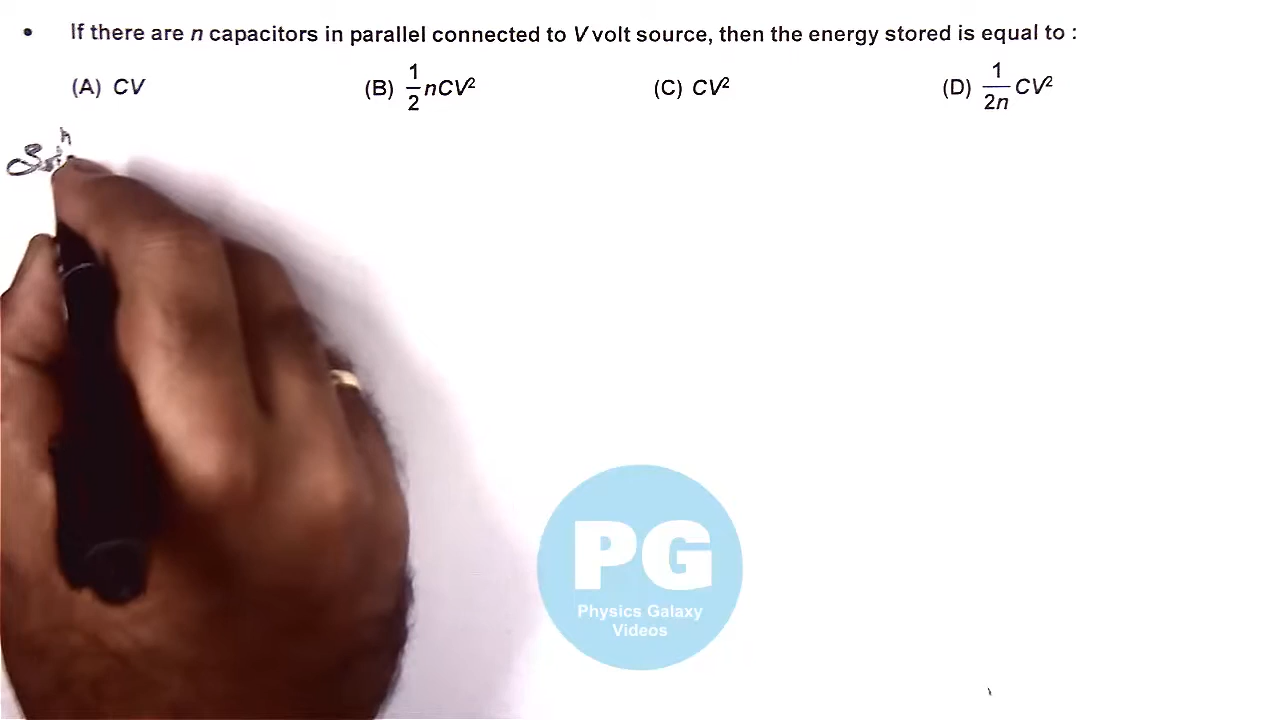 • If there are n capacitors in parallel connected to V volt source, then the energy stored is equal to :
(A) CV (B) 1/2 nCV² (C) CV² (D) 1/2n CV²
Solⁿ
PG
Physics Galaxy
Videos